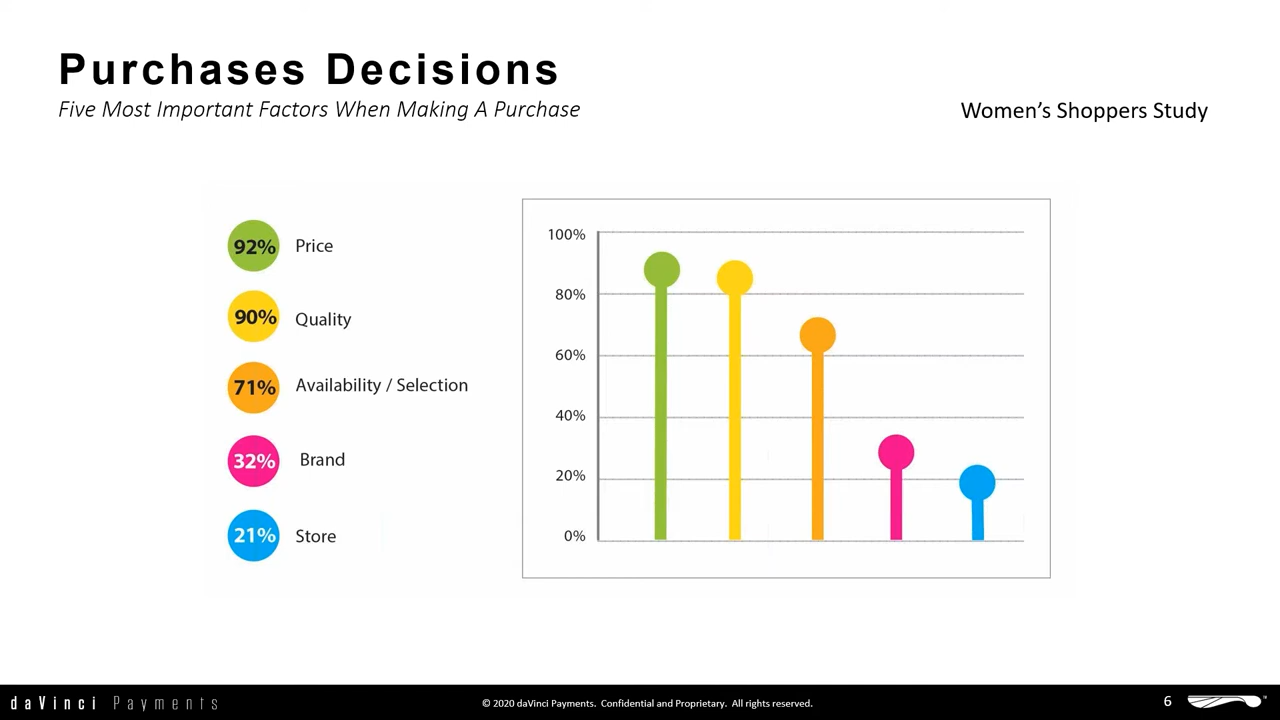 Purchases Decisions
Five Most Important Factors When Making A Purchase
Women's Shoppers Study
92% Price
90% Quality
71% Availability / Selection
32% Brand
21% Store
100%
80%
60%
40%
20%
0%
daVinci Payments
© 2020 daVinci Payments. Confidential and Proprietary. All rights reserved.
6
™